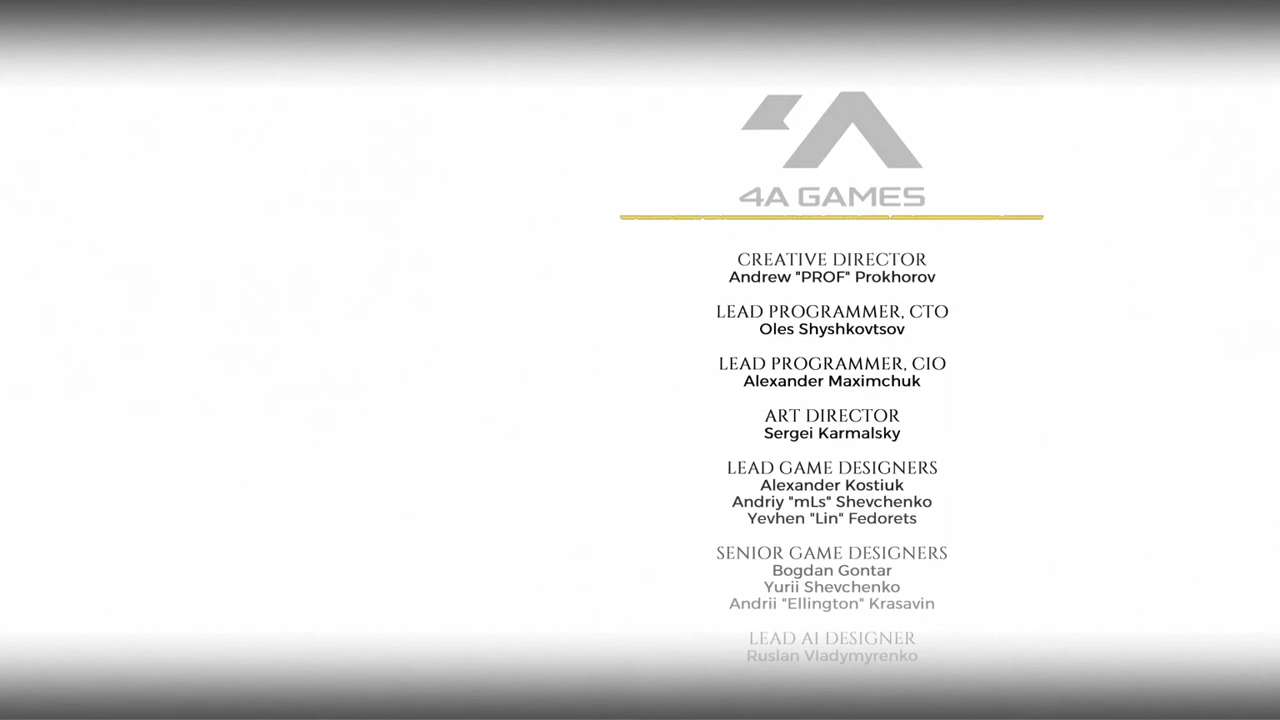 4A GAMES
CREATIVE DIRECTOR
Andrew "PROF" Prokhorov
LEAD PROGRAMMER, CTO
Oles Shyshkovtsov
LEAD PROGRAMMER, CIO
Alexander Maximchuk
ART DIRECTOR
Sergei Karmalsky
LEAD GAME DESIGNERS
Alexander Kostiuk
Andriy "mLs" Shevchenko
Yevhen "Lin" Fedorets
SENIOR GAME DESIGNERS
Bogdan Gontar
Yurii Shevchenko
Andrii "Ellington" Krasavin
LEAD AI DESIGNER
Ruslan Vladymyrenko